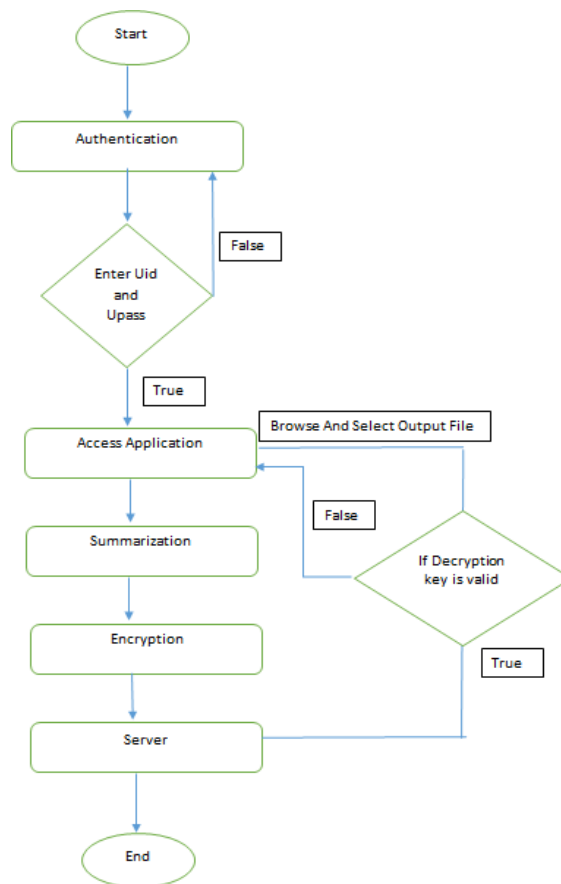 Start
Authentication
False
Enter Uid
and
Upass
True
Browse And Select Output File
Access Application
False
Summarization
If Decryption
key is valid
Encryption
True
Server
End